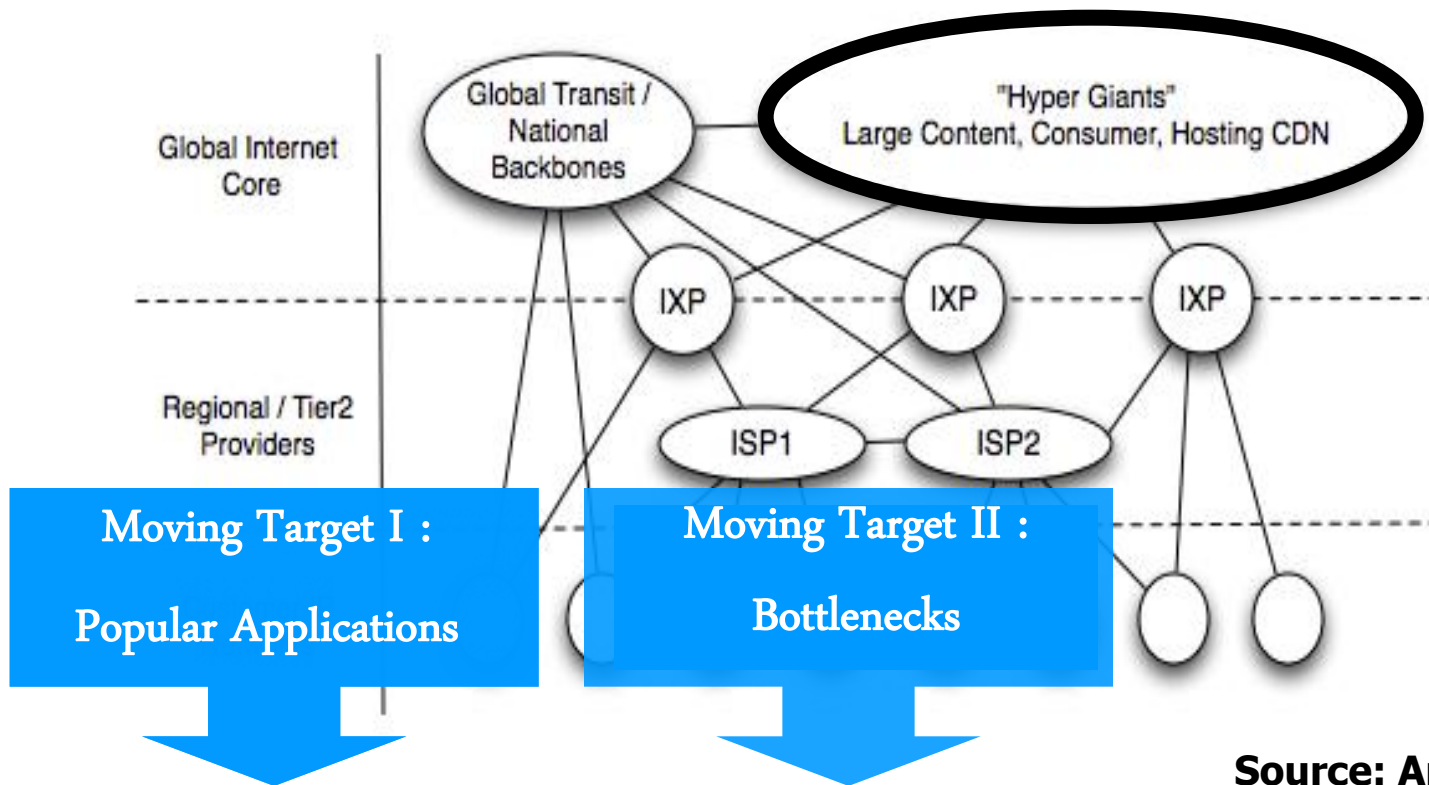 Global Internet
Core
Global Transit /
National
Backbones
"Hyper Giants"
Large Content, Consumer, Hosting CDN
IXP
IXP
IXP
Regional / Tier2
Providers
ISP1
ISP2
Moving Target I :
Popular Applications
Moving Target II :
Bottlenecks
Source: